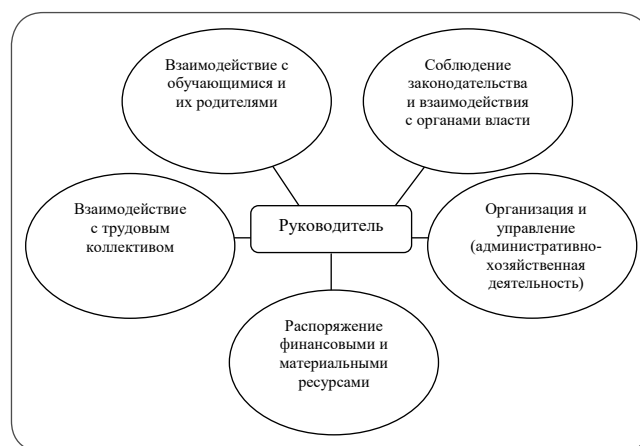 Взаимодействие с
обучающимися и
их родителями
Соблюдение
законодательства
и взаимодействия
с органами власти
Взаимодействие
с трудовым
коллективом
Руководитель
Организация и
управление
(административно-
хозяйственная
деятельность)
Распоряжение
финансовыми и
материальными
ресурсами